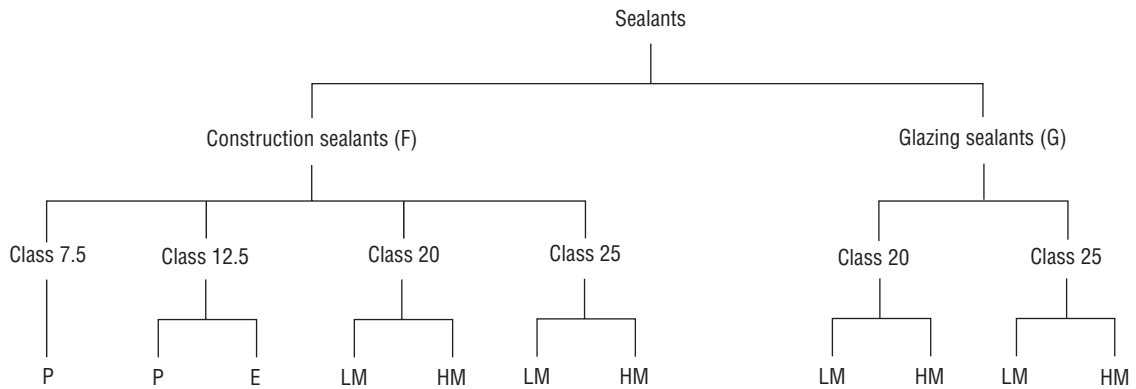 Sealants
Construction sealants (F)
Glazing sealants (G)
Class 7.5
Class 12.5
Class 20
Class 25
Class 20
Class 25
P
P
E
LM
HM
LM
HM
LM
HM
LM
HM